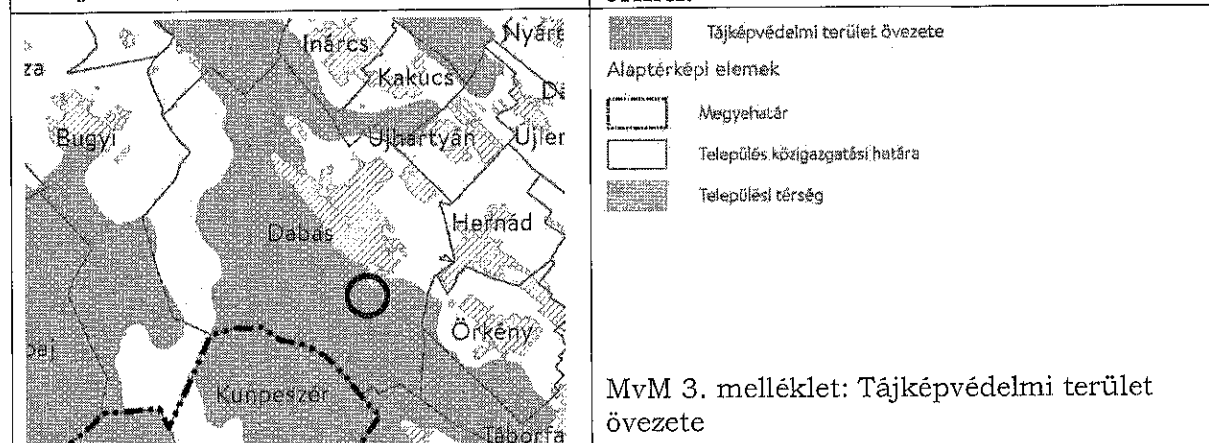 Inárcs
Kakucs
Bugyi
Újhartyán
Dabas
Hernád
Örkény
Kunpeszér
Tájképvédelmi terület övezete
Alaptérképi elemek
Megyehatár
Település közigazgatási határa
Települési térség
MvM 3. melléklet: Tájképvédelmi terület
övezete